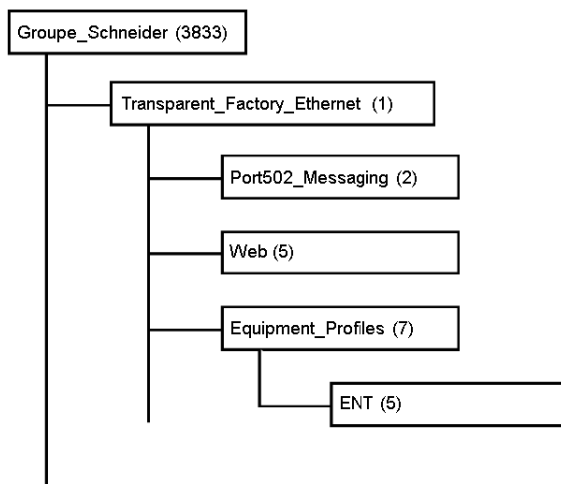 Groupe_Schneider (3833)
Transparent_Factory_Ethernet (1)
Port502_Messaging (2)
Web (5)
Equipment_Profiles (7)
ENT (5)